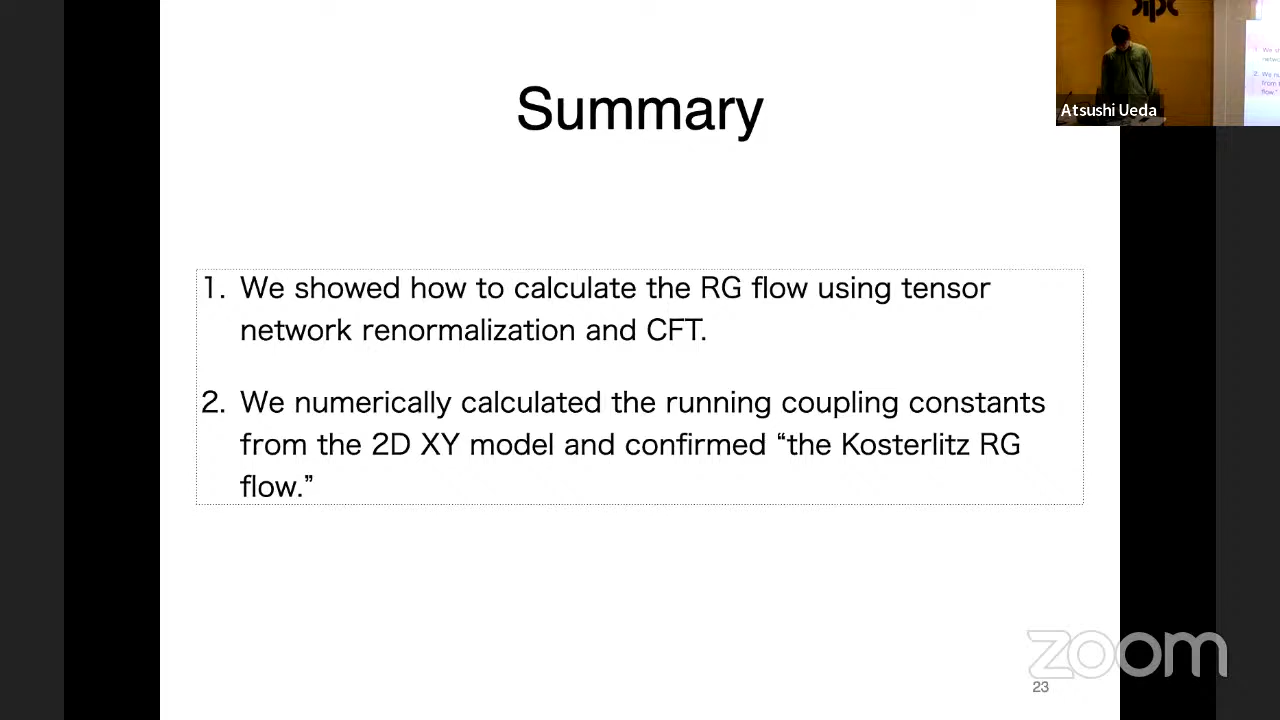 Summary
1. We showed how to calculate the RG flow using tensor
network renormalization and CFT.
2. We numerically calculated the running coupling constants
from the 2D XY model and confirmed “the Kosterlitz RG
flow.”
Atsushi Ueda
zoom
23